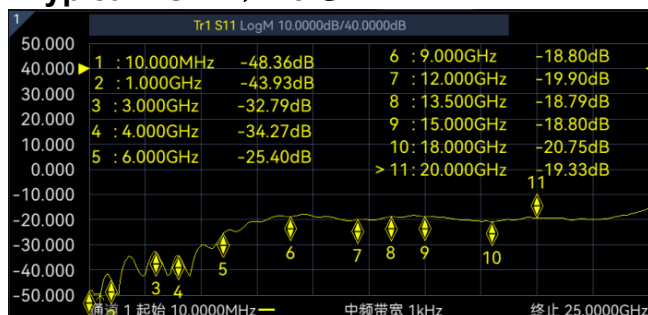 1
Tr1 S11 LogM 10.0000dB/40.0000dB
50.000
40.000
30.000
20.000
10.000
0.000
-10.000
-20.000
-30.000
-40.000
-50.000
1 : 10.000MHz -48.36dB
2 : 1.000GHz -43.93dB
3 : 3.000GHz -32.79dB
4 : 4.000GHz -34.27dB
5 : 6.000GHz -25.40dB
6 : 9.000GHz -18.80dB
7 : 12.000GHz -19.90dB
8 : 13.500GHz -18.79dB
9 : 15.000GHz -18.80dB
10: 18.000GHz -20.75dB
> 11: 20.000GHz -19.33dB
11
3
4
5
6
7
8
9
10
通道 1 起始 10.0000MHz 中频带宽 1kHz 终止 25.0000GHz